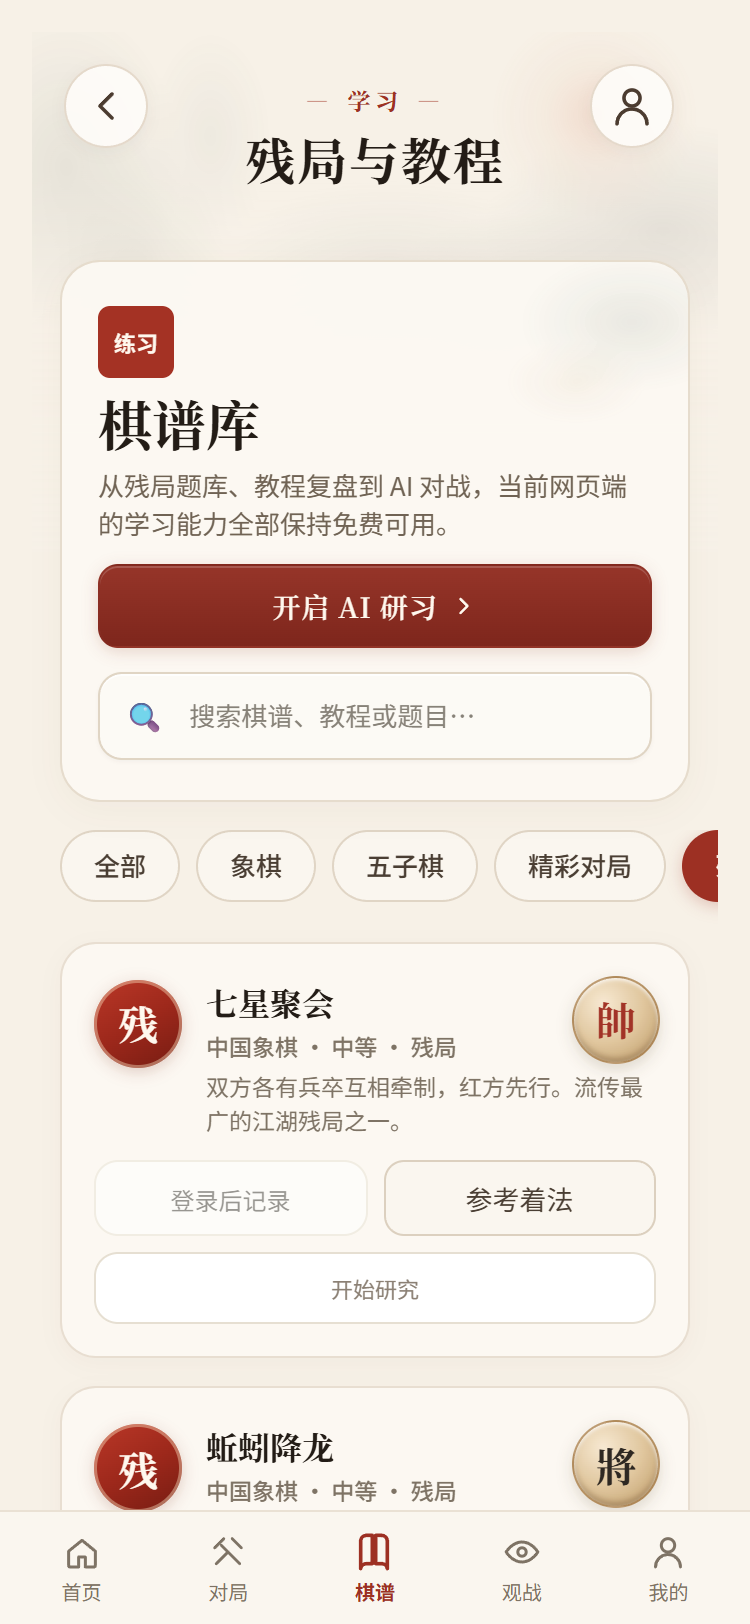 — 学习 —
残局与教程
练习
棋谱库
从残局题库、教程复盘到 AI 对战，当前网页端
的学习能力全部保持免费可用。
开启 AI 研习
搜索棋谱、教程或题目…
全部
象棋
五子棋
精彩对局
残
七星聚会
帥
中国象棋 • 中等 • 残局
双方各有兵卒互相牵制，红方先行。流传最
广的江湖残局之一。
登录后记录
参考着法
开始研究
残
蚯蚓降龙
將
中国象棋 • 中等 • 残局
首页
对局
棋谱
观战
我的